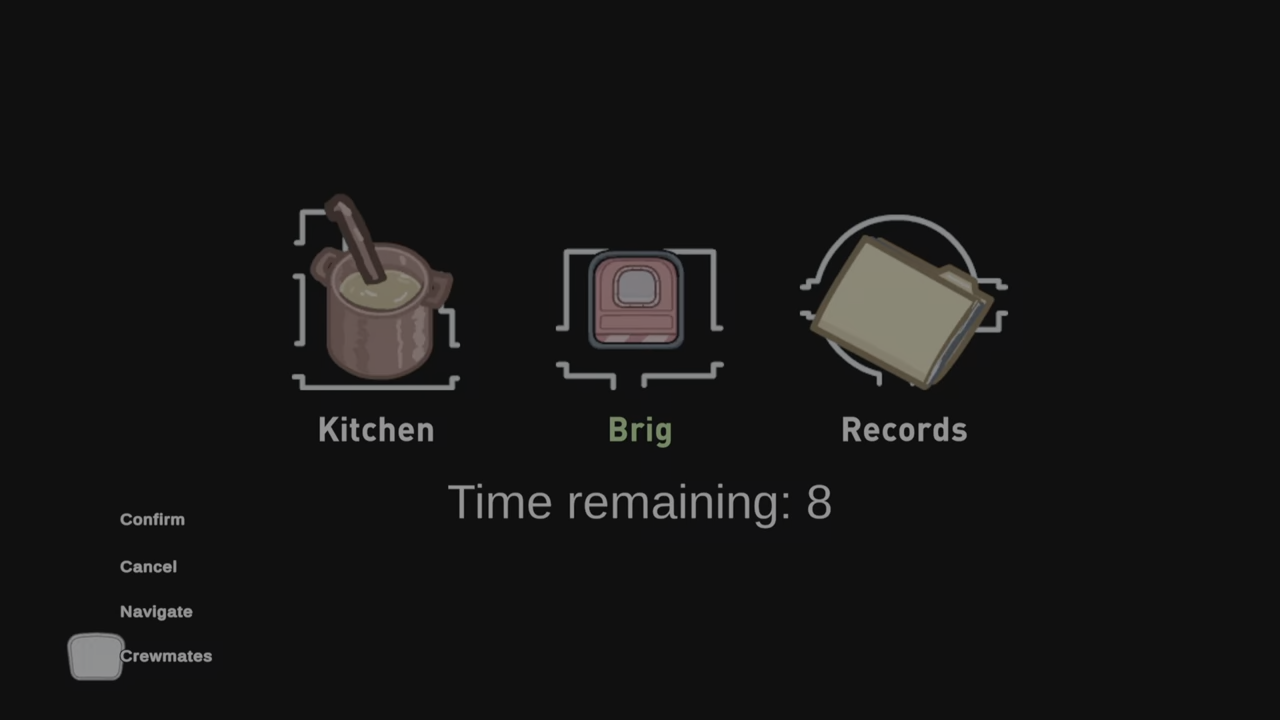 Kitchen
Brig
Records
Time remaining: 8
Confirm
Cancel
Navigate
Crewmates